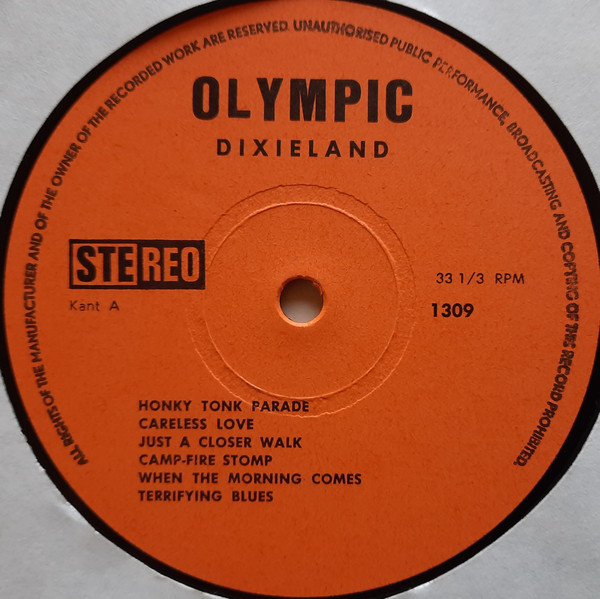 ALL RIGHTS OF THE MANUFACTURER AND OF THE OWNER OF THE RECORDED WORK ARE RESERVED. UNAUTHORISED PUBLIC PERFORMANCE, BROADCASTING AND COPYING OF THIS RECORD PROHIBITED.
OLYMPIC
DIXIELAND
STEREO
33 1/3 RPM
Kant A
1309
HONKY TONK PARADE
CARELESS LOVE
JUST A CLOSER WALK
CAMP-FIRE STOMP
WHEN THE MORNING COMES
TERRIFYING BLUES